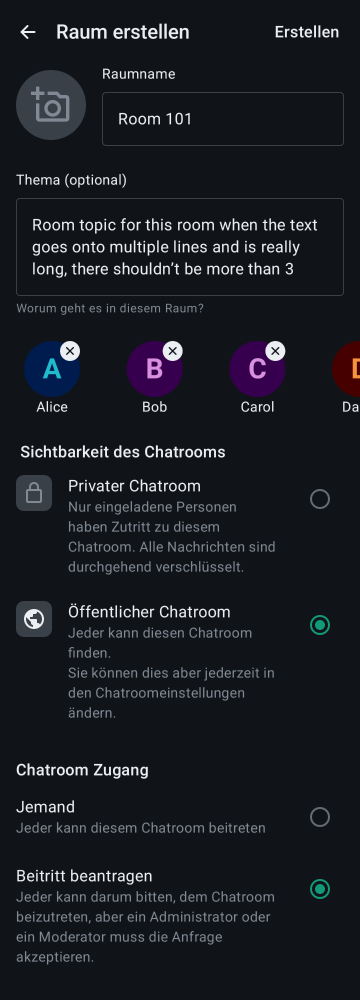 Raum erstellen
Erstellen
Raumname
Room 101
Thema (optional)
Room topic for this room when the text
goes onto multiple lines and is really
long, there shouldn’t be more than 3
Worum geht es in diesem Raum?
A
B
C
D
Alice
Bob
Carol
Da
Sichtbarkeit des Chatrooms
Privater Chatroom
Nur eingeladene Personen
haben Zutritt zu diesem
Chatroom. Alle Nachrichten sind
durchgehend verschlüsselt.
Öffentlicher Chatroom
Jeder kann diesen Chatroom
finden.
Sie können dies aber jederzeit in
den Chatroomeinstellungen
ändern.
Chatroom Zugang
Jemand
Jeder kann diesem Chatroom beitreten
Beitritt beantragen
Jeder kann darum bitten, dem Chatroom
beizutreten, aber ein Administrator oder
ein Moderator muss die Anfrage
akzeptieren.